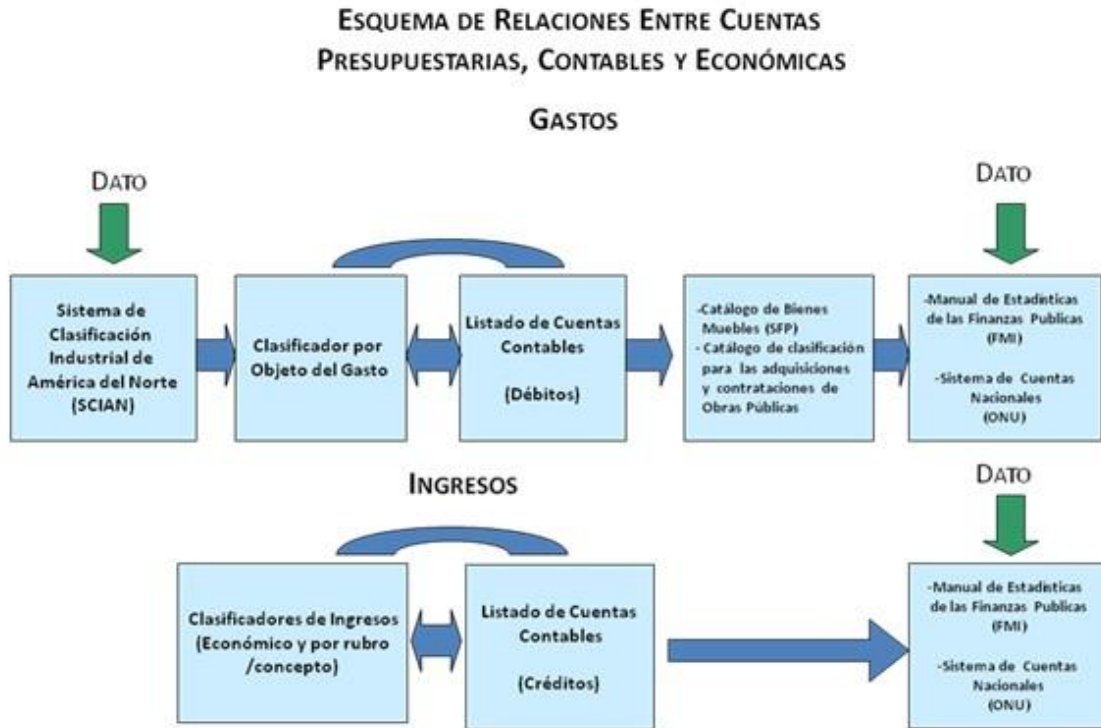 ESQUEMA DE RELACIONES ENTRE CUENTAS
PRESUPUESTARIAS, CONTABLES Y ECONÓMICAS
GASTOS
DATO
DATO
Sistema de
Clasificación
Industrial de
América del Norte
(SCIAN)
Clasificador por
Objeto del Gasto
Listado de Cuentas
Contables
(Débitos)
-Catálogo de Bienes
Muebles (SFP)
- Catálogo de clasificación
para las adquisiciones
y contrataciones de
Obras Públicas
-Manual de Estadísticas
de las Finanzas Publicas
(FMI)
-Sistema de Cuentas
Nacionales
(ONU)
INGRESOS
DATO
Clasificadores de Ingresos
(Económico y por rubro
/concepto)
Listado de Cuentas
Contables
(Créditos)
-Manual de Estadísticas
de las Finanzas Publicas
(FMI)
-Sistema de Cuentas
Nacionales
(ONU)